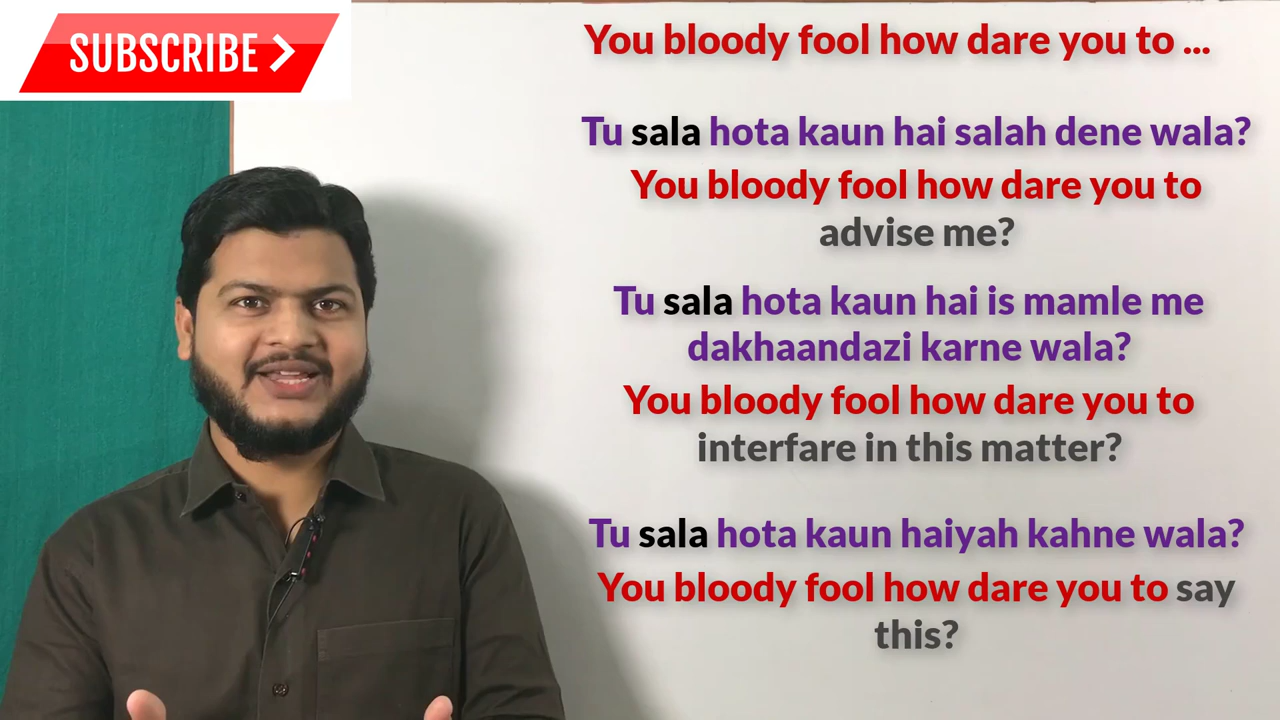 SUBSCRIBE
You bloody fool how dare you to ...
Tu sala hota kaun hai salah dene wala?
You bloody fool how dare you to
advise me?
Tu sala hota kaun hai is mamle me
dakhaandazi karne wala?
You bloody fool how dare you to
interfare in this matter?
Tu sala hota kaun haiyah kahne wala?
You bloody fool how dare you to say
this?